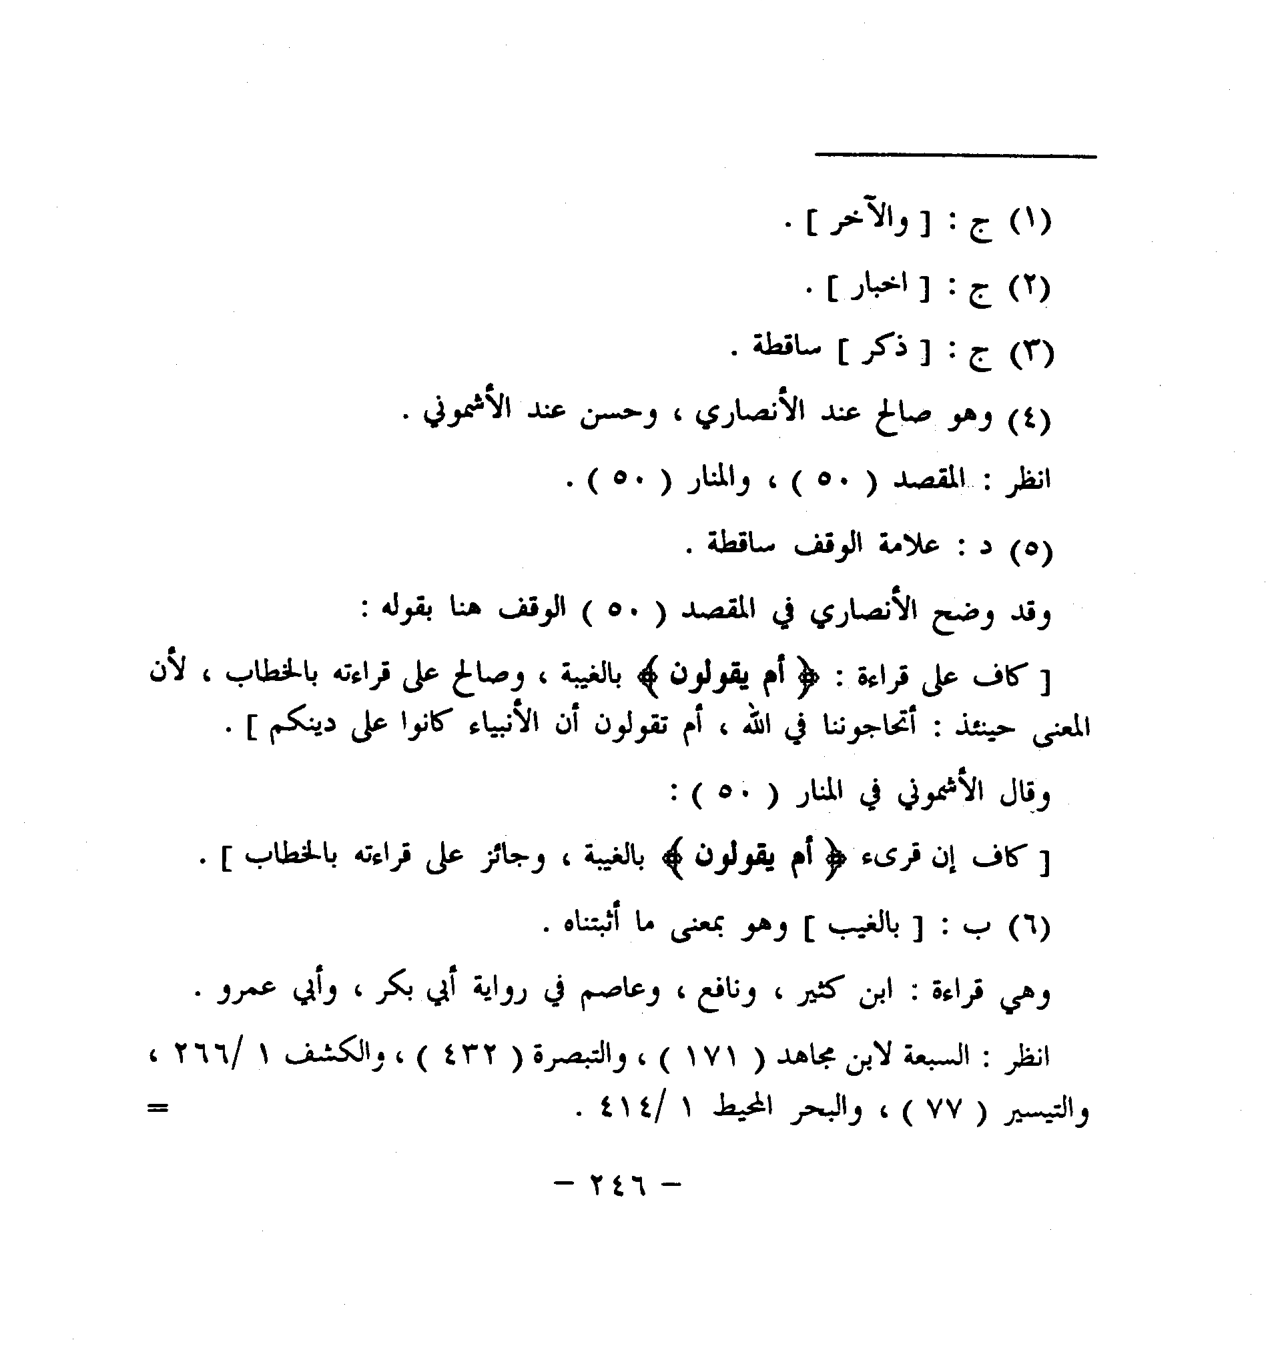 (١) ج : [ والآخر ] .
(٢) ج : [ اخبار ] .
(٣) ج : [ ذكر ] ساقطة .
(٤) وهو صالح عند الأنصاري ، وحسن عند الأشموني .
انظر : المقصد ( ٥٠ ) ، والمنار ( ٥٠ ) .
(٥) د : علامة الوقف ساقطة .
وقد وضح الأنصاري في المقصد ( ٥٠ ) الوقف هنا بقوله :
[ كاف على قراءة : ﴿ أم يقولون ﴾ بالغيبة ، وصالح على قراءته بالخطاب ، لأن
المعنى حينئذ : أتحاجوننا في الله ، أم تقولون أن الأنبياء كانوا على دينكم ] .
وقال الأشموني في المنار ( ٥٠ ) :
[ كاف إن قرىء ﴿ أم يقولون ﴾ بالغيبة ، وجائز على قراءته بالخطاب ] .
(٦) ب : [ بالغيب ] وهو بمعنى ما أثبتناه .
وهي قراءة : ابن كثير ، ونافع ، وعاصم في رواية أبي بكر ، وأبي عمرو .
انظر : السبعة لابن مجاهد ( ١٧١ ) ، والتبصرة ( ٤٣٢ ) ، والكشف ١ /٢٦٦ ،
والتيسير ( ٧٧ ) ، والبحر المحيط ١ /٤١٤ . =
– ٢٤٦ –